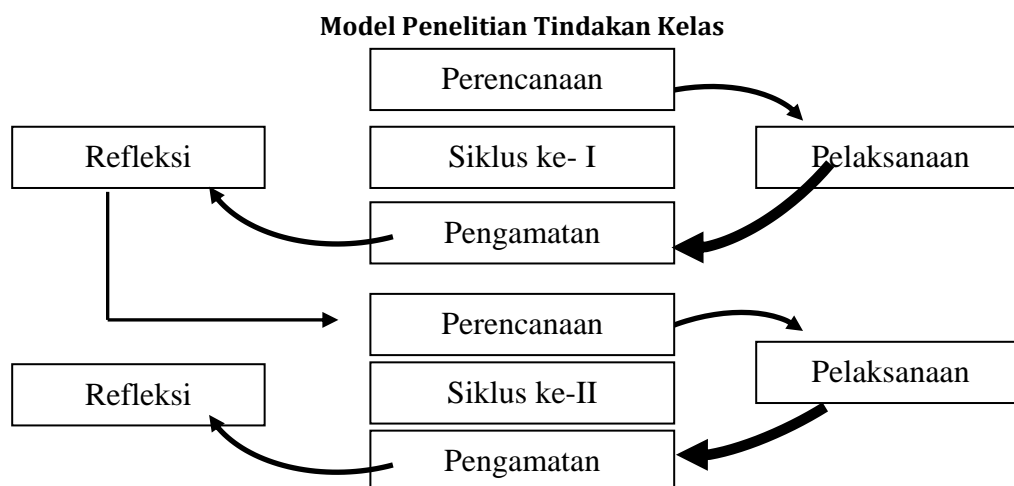 Model Penelitian Tindakan Kelas
Perencanaan
Refleksi
Siklus ke- I
Pelaksanaan
Pengamatan
Perencanaan
Pelaksanaan
Refleksi
Siklus ke-II
Pengamatan